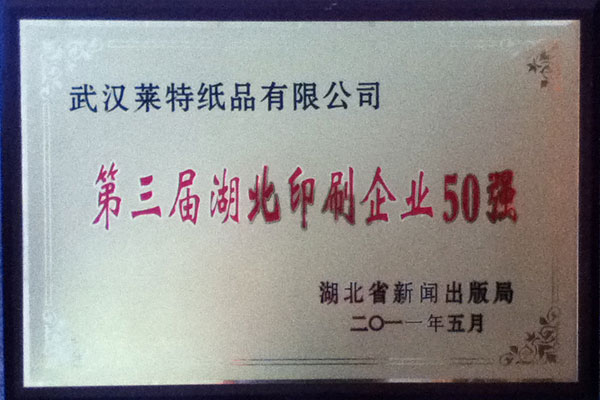 武汉莱特纸品有限公司
第三届湖北印刷企业50强
湖北省新闻出版局
二〇一一年五月